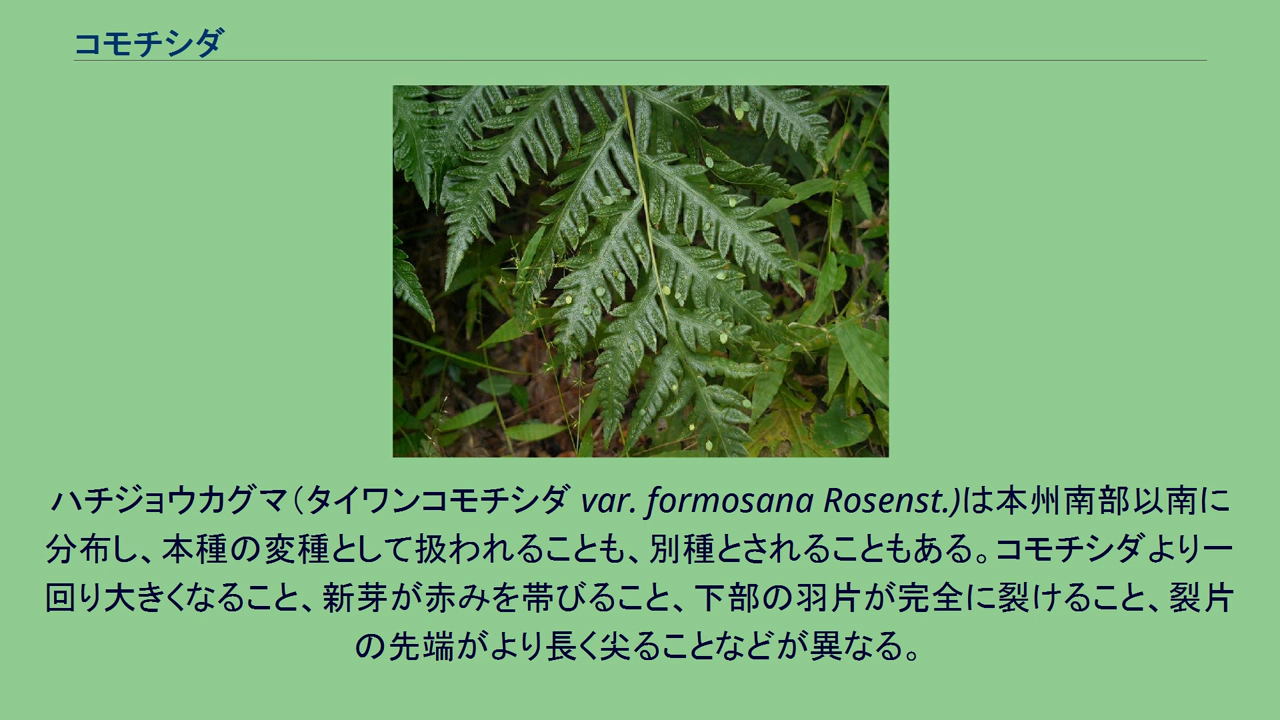 コモチシダ
ハチジョウカグマ（タイワンコモチシダ var. formosana Rosenst.)は本州南部以南に
分布し、本種の変種として扱われることも、別種とされることもある。コモチシダより一
回り大きくなること、新芽が赤みを帯びること、下部の羽片が完全に裂けること、裂片
の先端がより長く尖ることなどが異なる。